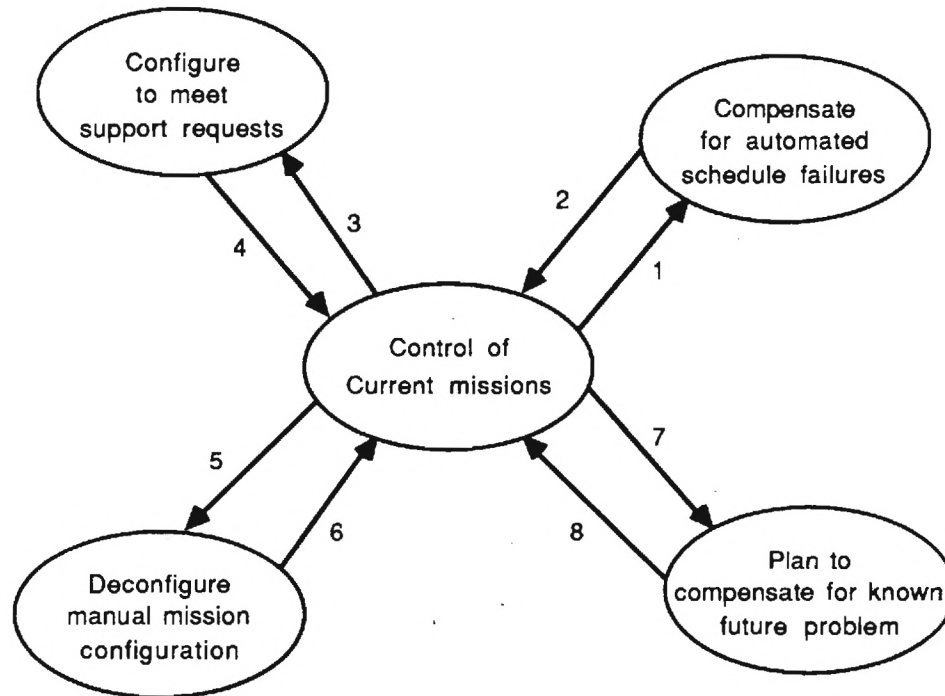 Configure
to meet
support requests
Compensate
for automated
schedule failures
2
3
4
1
Control of
Current missions
5
7
6
8
Deconfigure
manual mission
configuration
Plan to
compensate for known
future problem